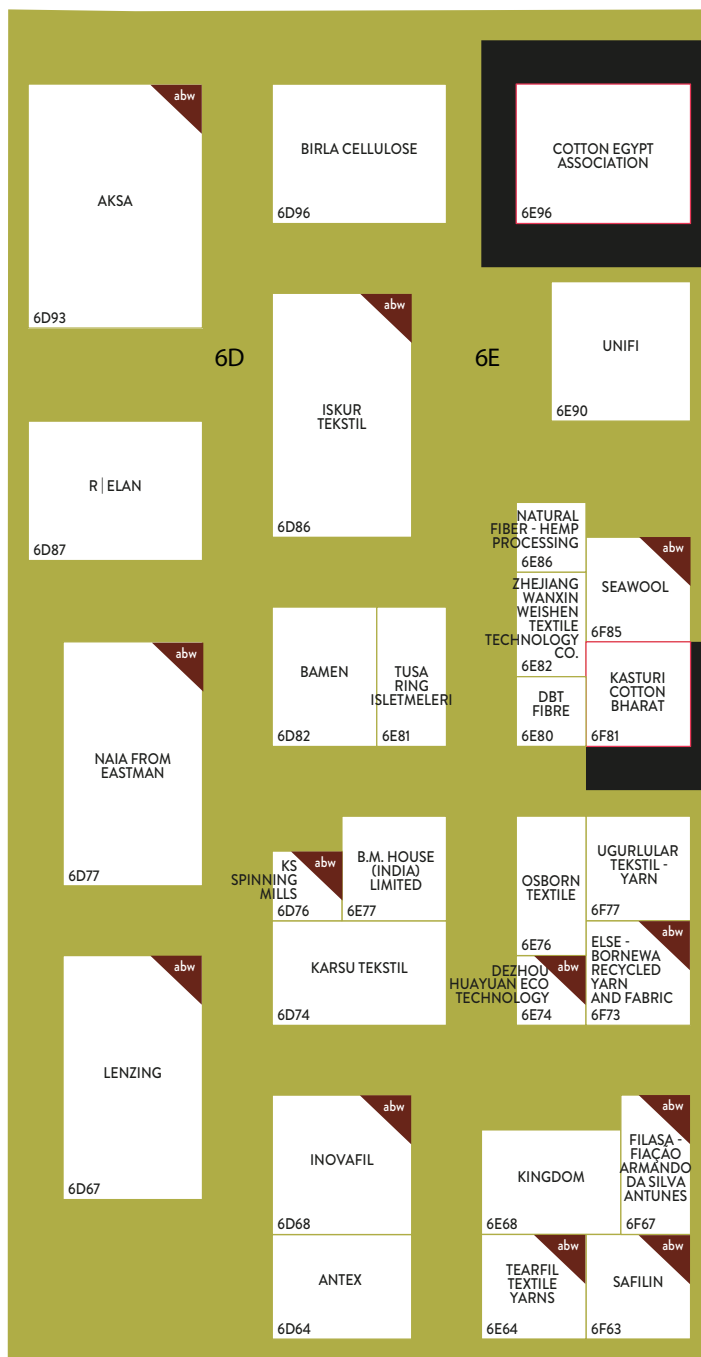 abw
AKSA
6D93
BIRLA CELLULOSE
6D96
COTTON EGYPT
ASSOCIATION
6E96
6D
abw
ISKUR
TEKSTIL
6D86
6E
UNIFI
6E90
R | ELAN
6D87
NATURAL
FIBER - HEMP
PROCESSING
6E86
abw
SEAWOOL
6F85
ZHEJIANG
WANXIN
WEISHEN
TEXTILE
TECHNOLOGY
CO.
6E82
KASTURI
COTTON
BHARAT
6F81
DBT
FIBRE
6E80
BAMEN
6D82
TUSA
RING
ISLETMELERI
6E81
abw
NAIA FROM
EASTMAN
6D77
abw
KS
SPINNING
MILLS
6D76
B.M. HOUSE
(INDIA)
LIMITED
6E77
KARSU TEKSTIL
6D74
OSBORN
TEXTILE
6E76
UGURLULAR
TEKSTIL -
YARN
6F77
abw
DEZHOU
HUAYUAN ECO
TECHNOLOGY
6E74
abw
ELSE -
BORNEWA
RECYCLED
YARN
AND FABRIC
6F73
abw
LENZING
6D67
abw
INOVAFIL
6D68
KINGDOM
6E68
abw
FILASA -
FIAÇÃO
ARMANDO
DA SILVA
ANTUNES
6F67
ANTEX
6D64
abw
TEARFIL
TEXTILE
YARNS
6E64
abw
SAFILIN
6F63